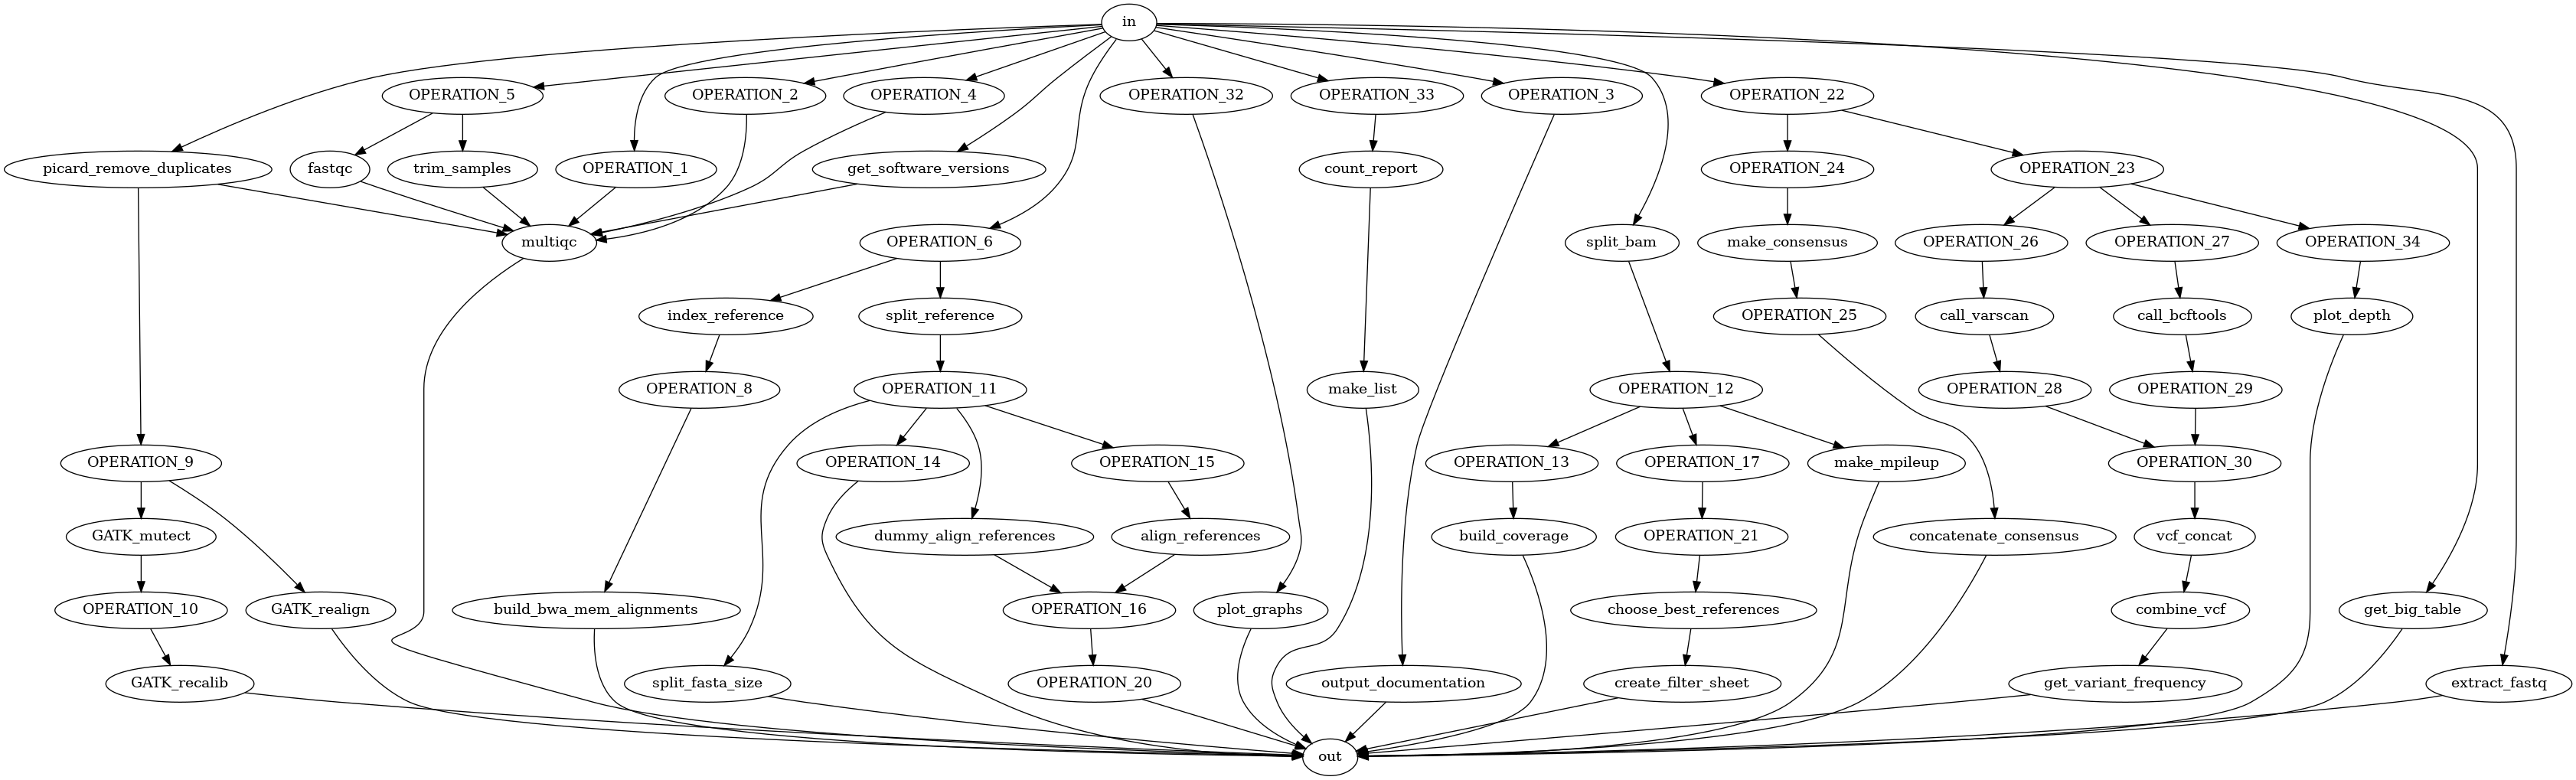 in
OPERATION_5
OPERATION_2
OPERATION_4
OPERATION_32
OPERATION_33
OPERATION_3
OPERATION_22
picard_remove_duplicates
fastqc
trim_samples
OPERATION_1
get_software_versions
count_report
OPERATION_24
OPERATION_23
multiqc
OPERATION_6
split_bam
make_consensus
OPERATION_26
OPERATION_27
OPERATION_34
index_reference
split_reference
OPERATION_25
call_varscan
call_bcftools
plot_depth
OPERATION_8
OPERATION_11
make_list
OPERATION_12
OPERATION_28
OPERATION_29
OPERATION_9
OPERATION_14
OPERATION_15
OPERATION_13
OPERATION_17
make_mpileup
OPERATION_30
GATK_mutect
dummy_align_references
align_references
build_coverage
OPERATION_21
concatenate_consensus
vcf_concat
OPERATION_10
GATK_realign
build_bwa_mem_alignments
OPERATION_16
plot_graphs
choose_best_references
combine_vcf
get_big_table
GATK_recalib
split_fasta_size
OPERATION_20
output_documentation
create_filter_sheet
get_variant_frequency
extract_fastq
out